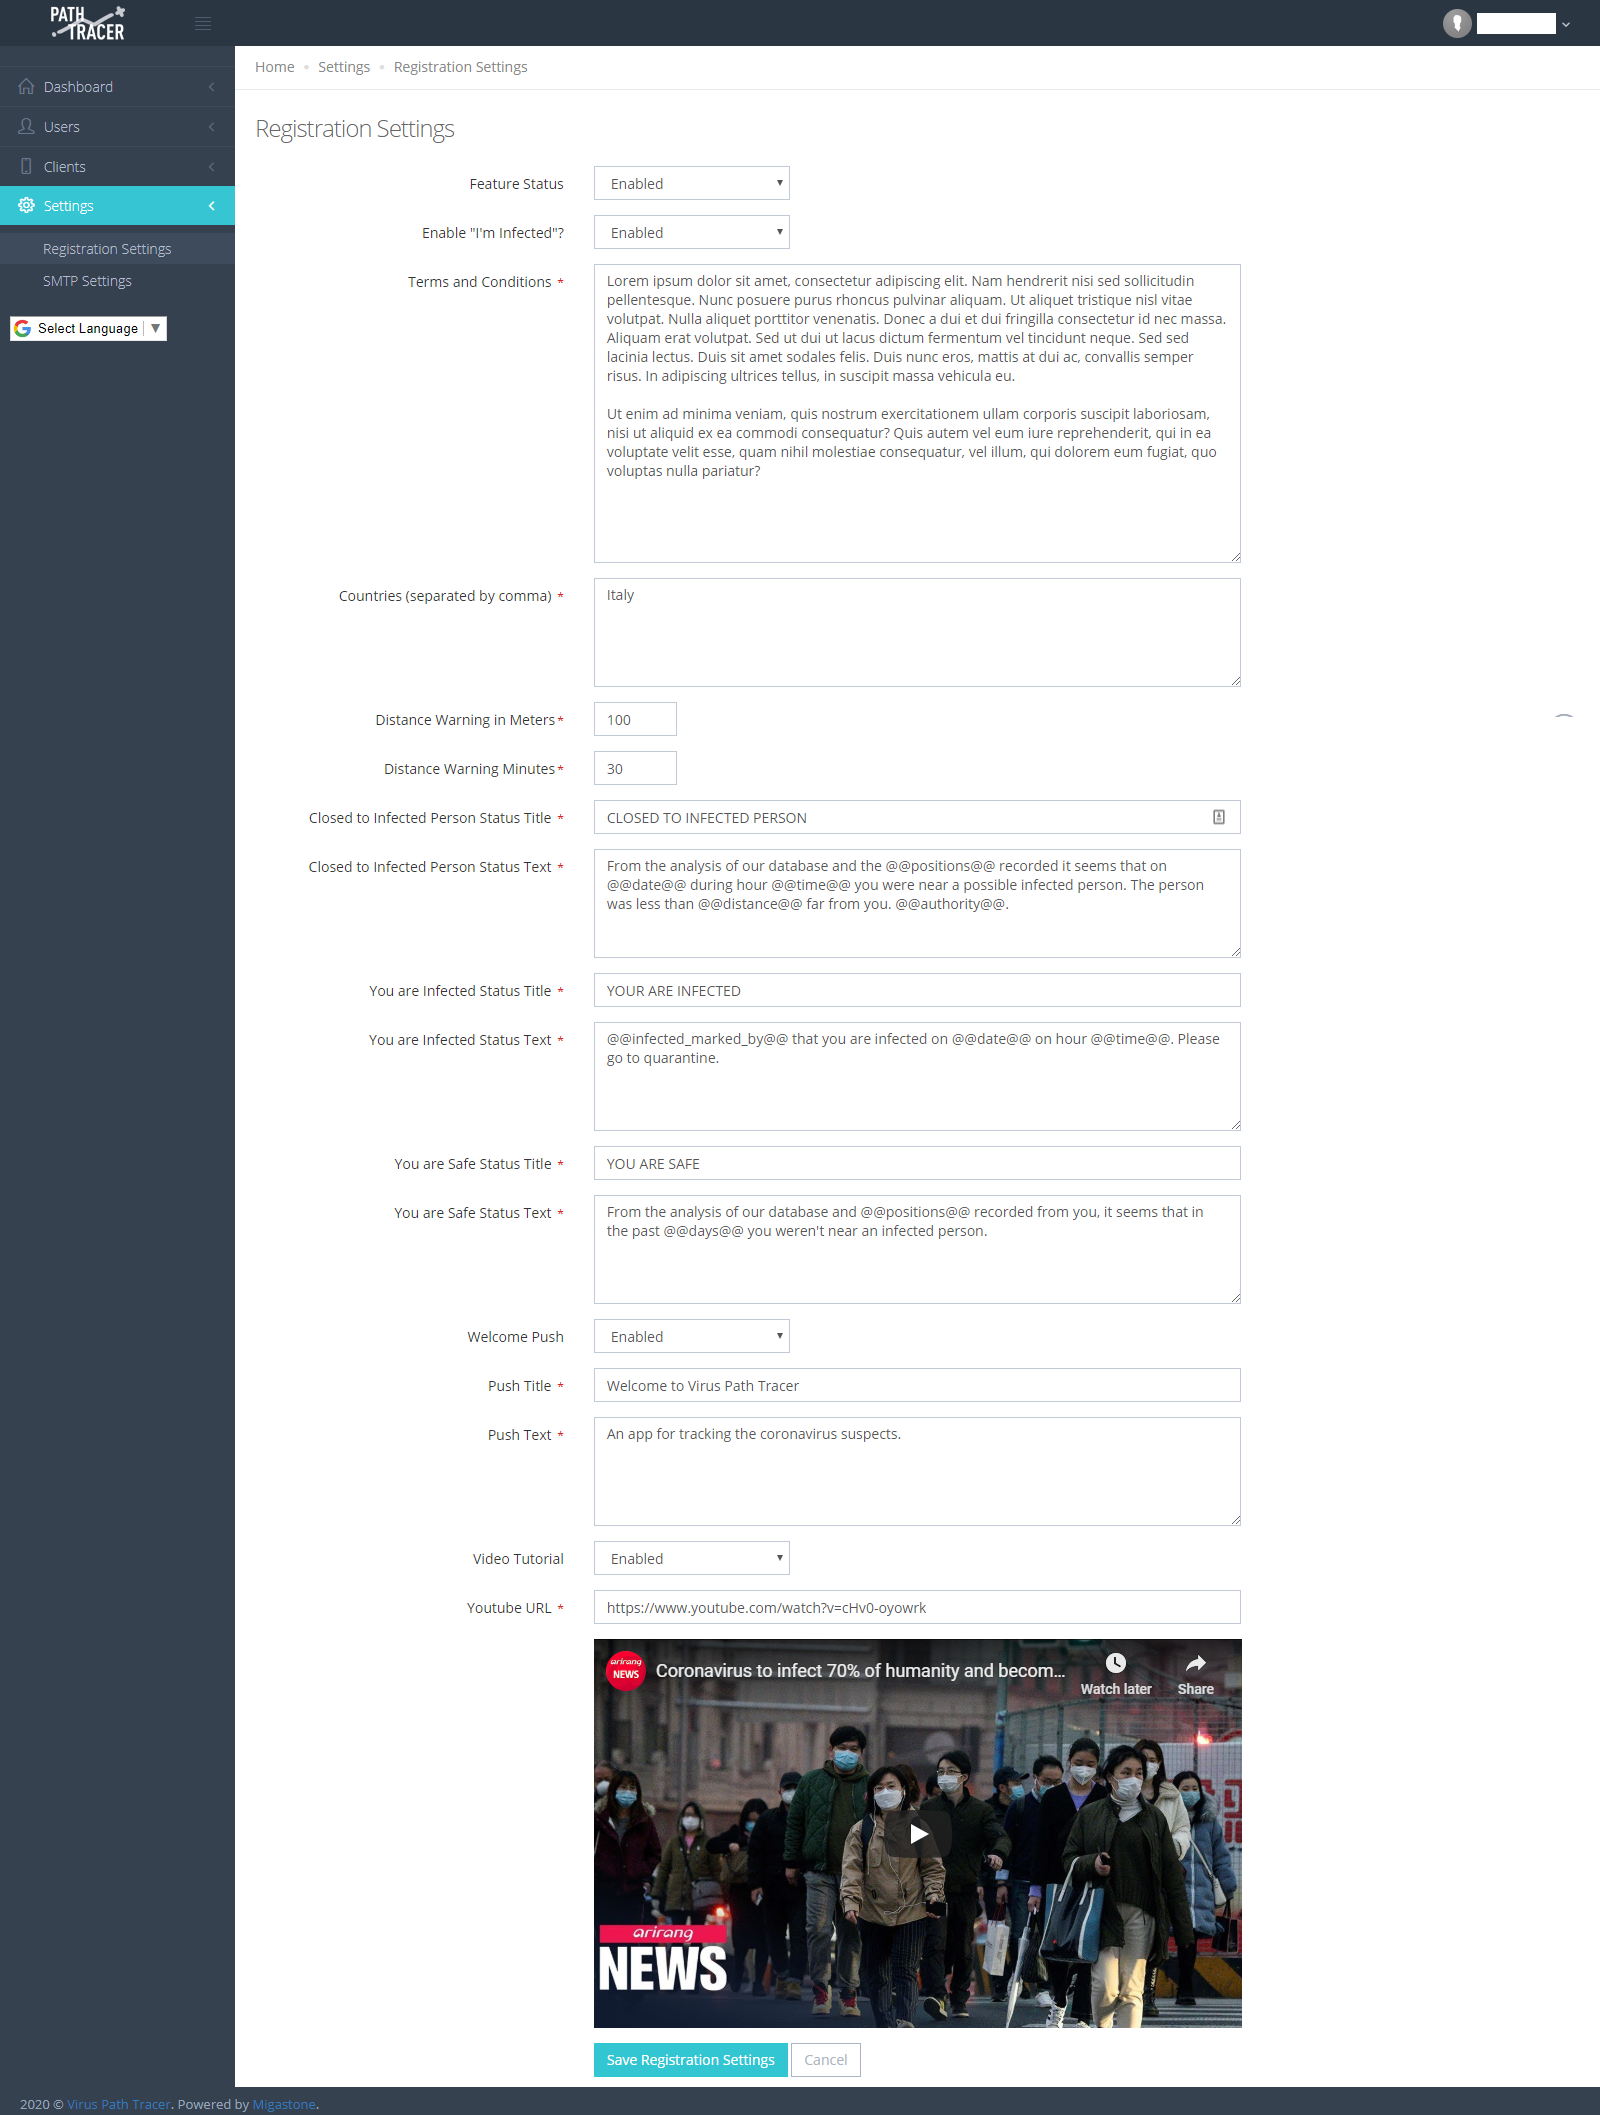 PATH
TRACER
Home Settings Registration Settings
Dashboard
Users
Clients
Settings
Registration Settings
SMTP Settings
Select Language ▼
Registration Settings
Feature Status Enabled
Enable "I'm Infected"? Enabled
Terms and Conditions *
Lorem ipsum dolor sit amet, consectetur adipiscing elit. Nam hendrerit nisi sed sollicitudin
pellentesque. Nunc posuere purus rhoncus pulvinar aliquam. Ut aliquet tristique nisl vitae
volutpat. Nulla aliquet porttitor venenatis. Donec a dui et dui fringilla consectetur id nec massa.
Aliquam erat volutpat. Sed ut dui ut lacus dictum fermentum vel tincidunt neque. Sed sed
lacinia lectus. Duis sit amet sodales felis. Duis nunc eros, mattis at dui ac, convallis semper
risus. In adipiscing ultrices tellus, in suscipit massa vehicula eu.
Ut enim ad minima veniam, quis nostrum exercitationem ullam corporis suscipit laboriosam,
nisi ut aliquid ex ea commodi consequatur? Quis autem vel eum iure reprehenderit, qui in ea
voluptate velit esse, quam nihil molestiae consequatur, vel illum, qui dolorem eum fugiat, quo
voluptas nulla pariatur?
Countries (separated by comma) * Italy
Distance Warning in Meters * 100
Distance Warning Minutes * 30
Closed to Infected Person Status Title * CLOSED TO INFECTED PERSON
Closed to Infected Person Status Text *
From the analysis of our database and the @@positions@@ recorded it seems that on
@@date@@ during hour @@time@@ you were near a possible infected person. The person
was less than @@distance@@ far from you. @@authority@@.
You are Infected Status Title * YOUR ARE INFECTED
You are Infected Status Text *
@@infected_marked_by@@ that you are infected on @@date@@ on hour @@time@@. Please
go to quarantine.
You are Safe Status Title * YOU ARE SAFE
You are Safe Status Text *
From the analysis of our database and @@positions@@ recorded from you, it seems that in
the past @@days@@ you weren't near an infected person.
Welcome Push Enabled
Push Title * Welcome to Virus Path Tracer
Push Text * An app for tracking the coronavirus suspects.
Video Tutorial Enabled
Youtube URL * https://www.youtube.com/watch?v=cHv0-oyowrk
arirang
NEWS
Coronavirus to infect 70% of humanity and becom...
Watch later
Share
arirang
NEWS
Save Registration Settings Cancel
2020 © Virus Path Tracer. Powered by Migastone.